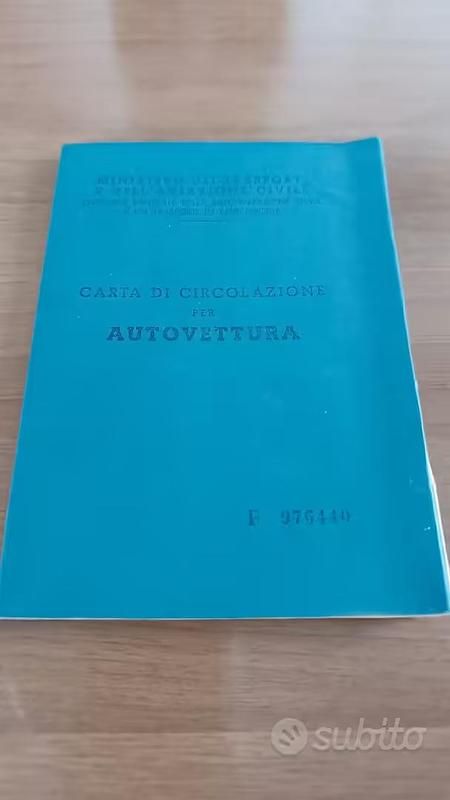 MINISTERO DEI TRASPORTI
E DELL'AVIAZIONE CIVILE
CARTA DI CIRCOLAZIONE
PER
AUTOVETTURA
F 976440
subito